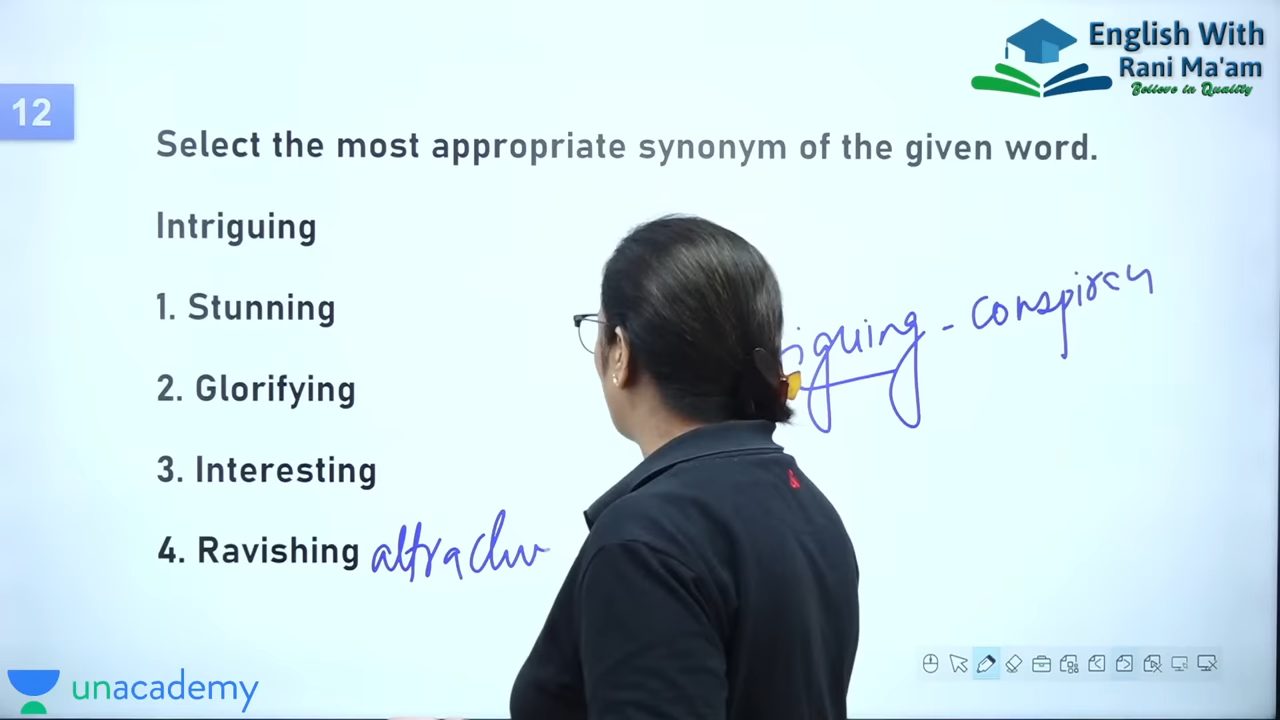 English With
Rani Ma'am
Believe in Quality
12
Select the most appropriate synonym of the given word.
Intriguing
1. Stunning
iguing - conspiracy
2. Glorifying
3. Interesting
4. Ravishing
unacademy